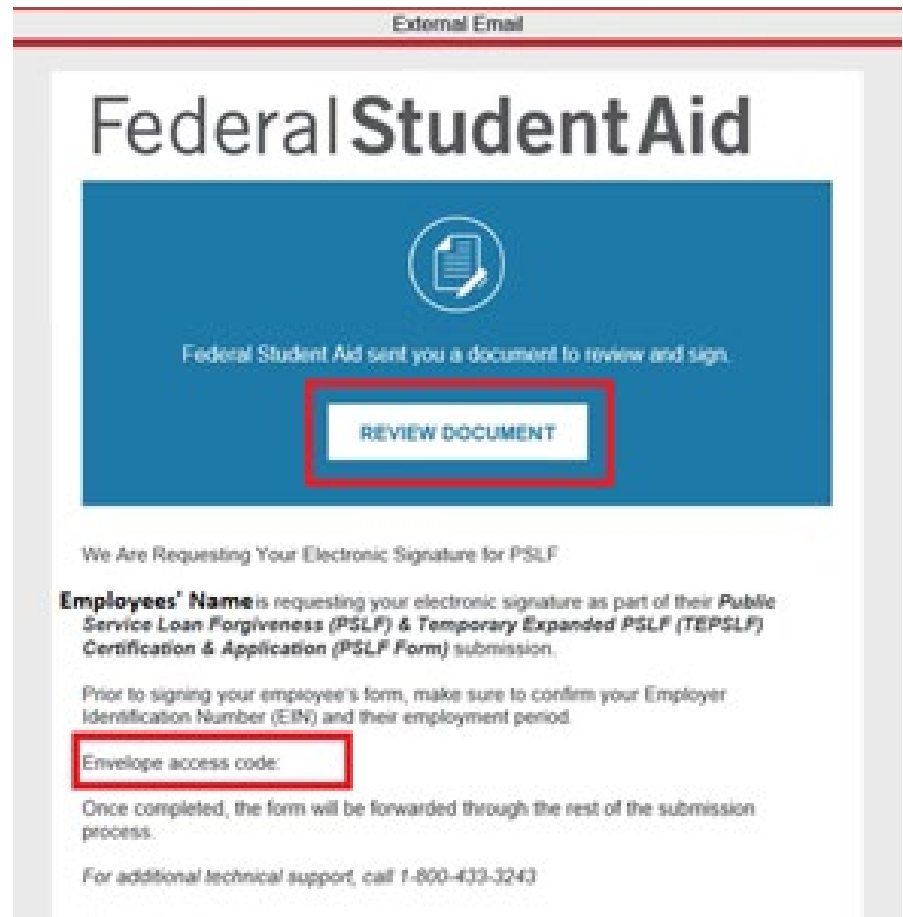 External Email
Federal Student Aid
Federal Student Aid sent you a document to review and sign.
REVIEW DOCUMENT
We Are Requesting Your Electronic Signature for PSLF
Employees' Name is requesting your electronic signature as part of their Public
Service Loan Forgiveness (PSLF) & Temporary Expanded PSLF (TEPSLF)
Certification & Application (PSLF Form) submission.
Prior to signing your employee's form, make sure to confirm your Employer
Identification Number (EIN) and their employment period.
Envelope access code:
Once completed, the form will be forwarded through the rest of the submission
process.
For additional technical support, call 1-800-433-3243